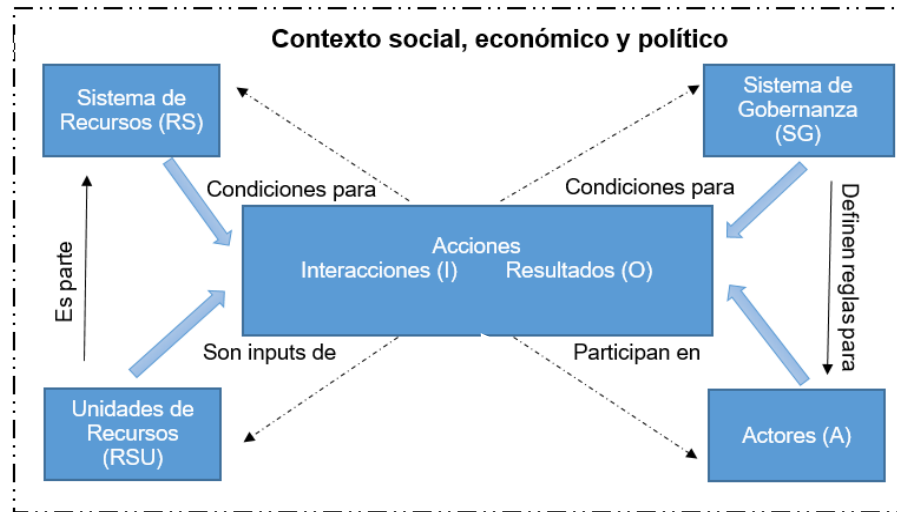 Contexto social, económico y político
Sistema de
Recursos (RS)
Sistema de
Gobernanza
(SG)
Condiciones para
Condiciones para
Acciones
Interacciones (I) Resultados (O)
Es parte
Definen reglas para
Son inputs de
Participan en
Unidades de
Recursos
(RSU)
Actores (A)